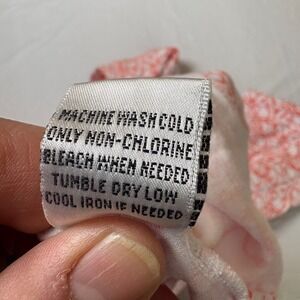 MACHINE WASH COLD
ONLY NON-CHLORINE
BLEACH WHEN NEEDED
TUMBLE DRY LOW
COOL IRON IF NEEDED